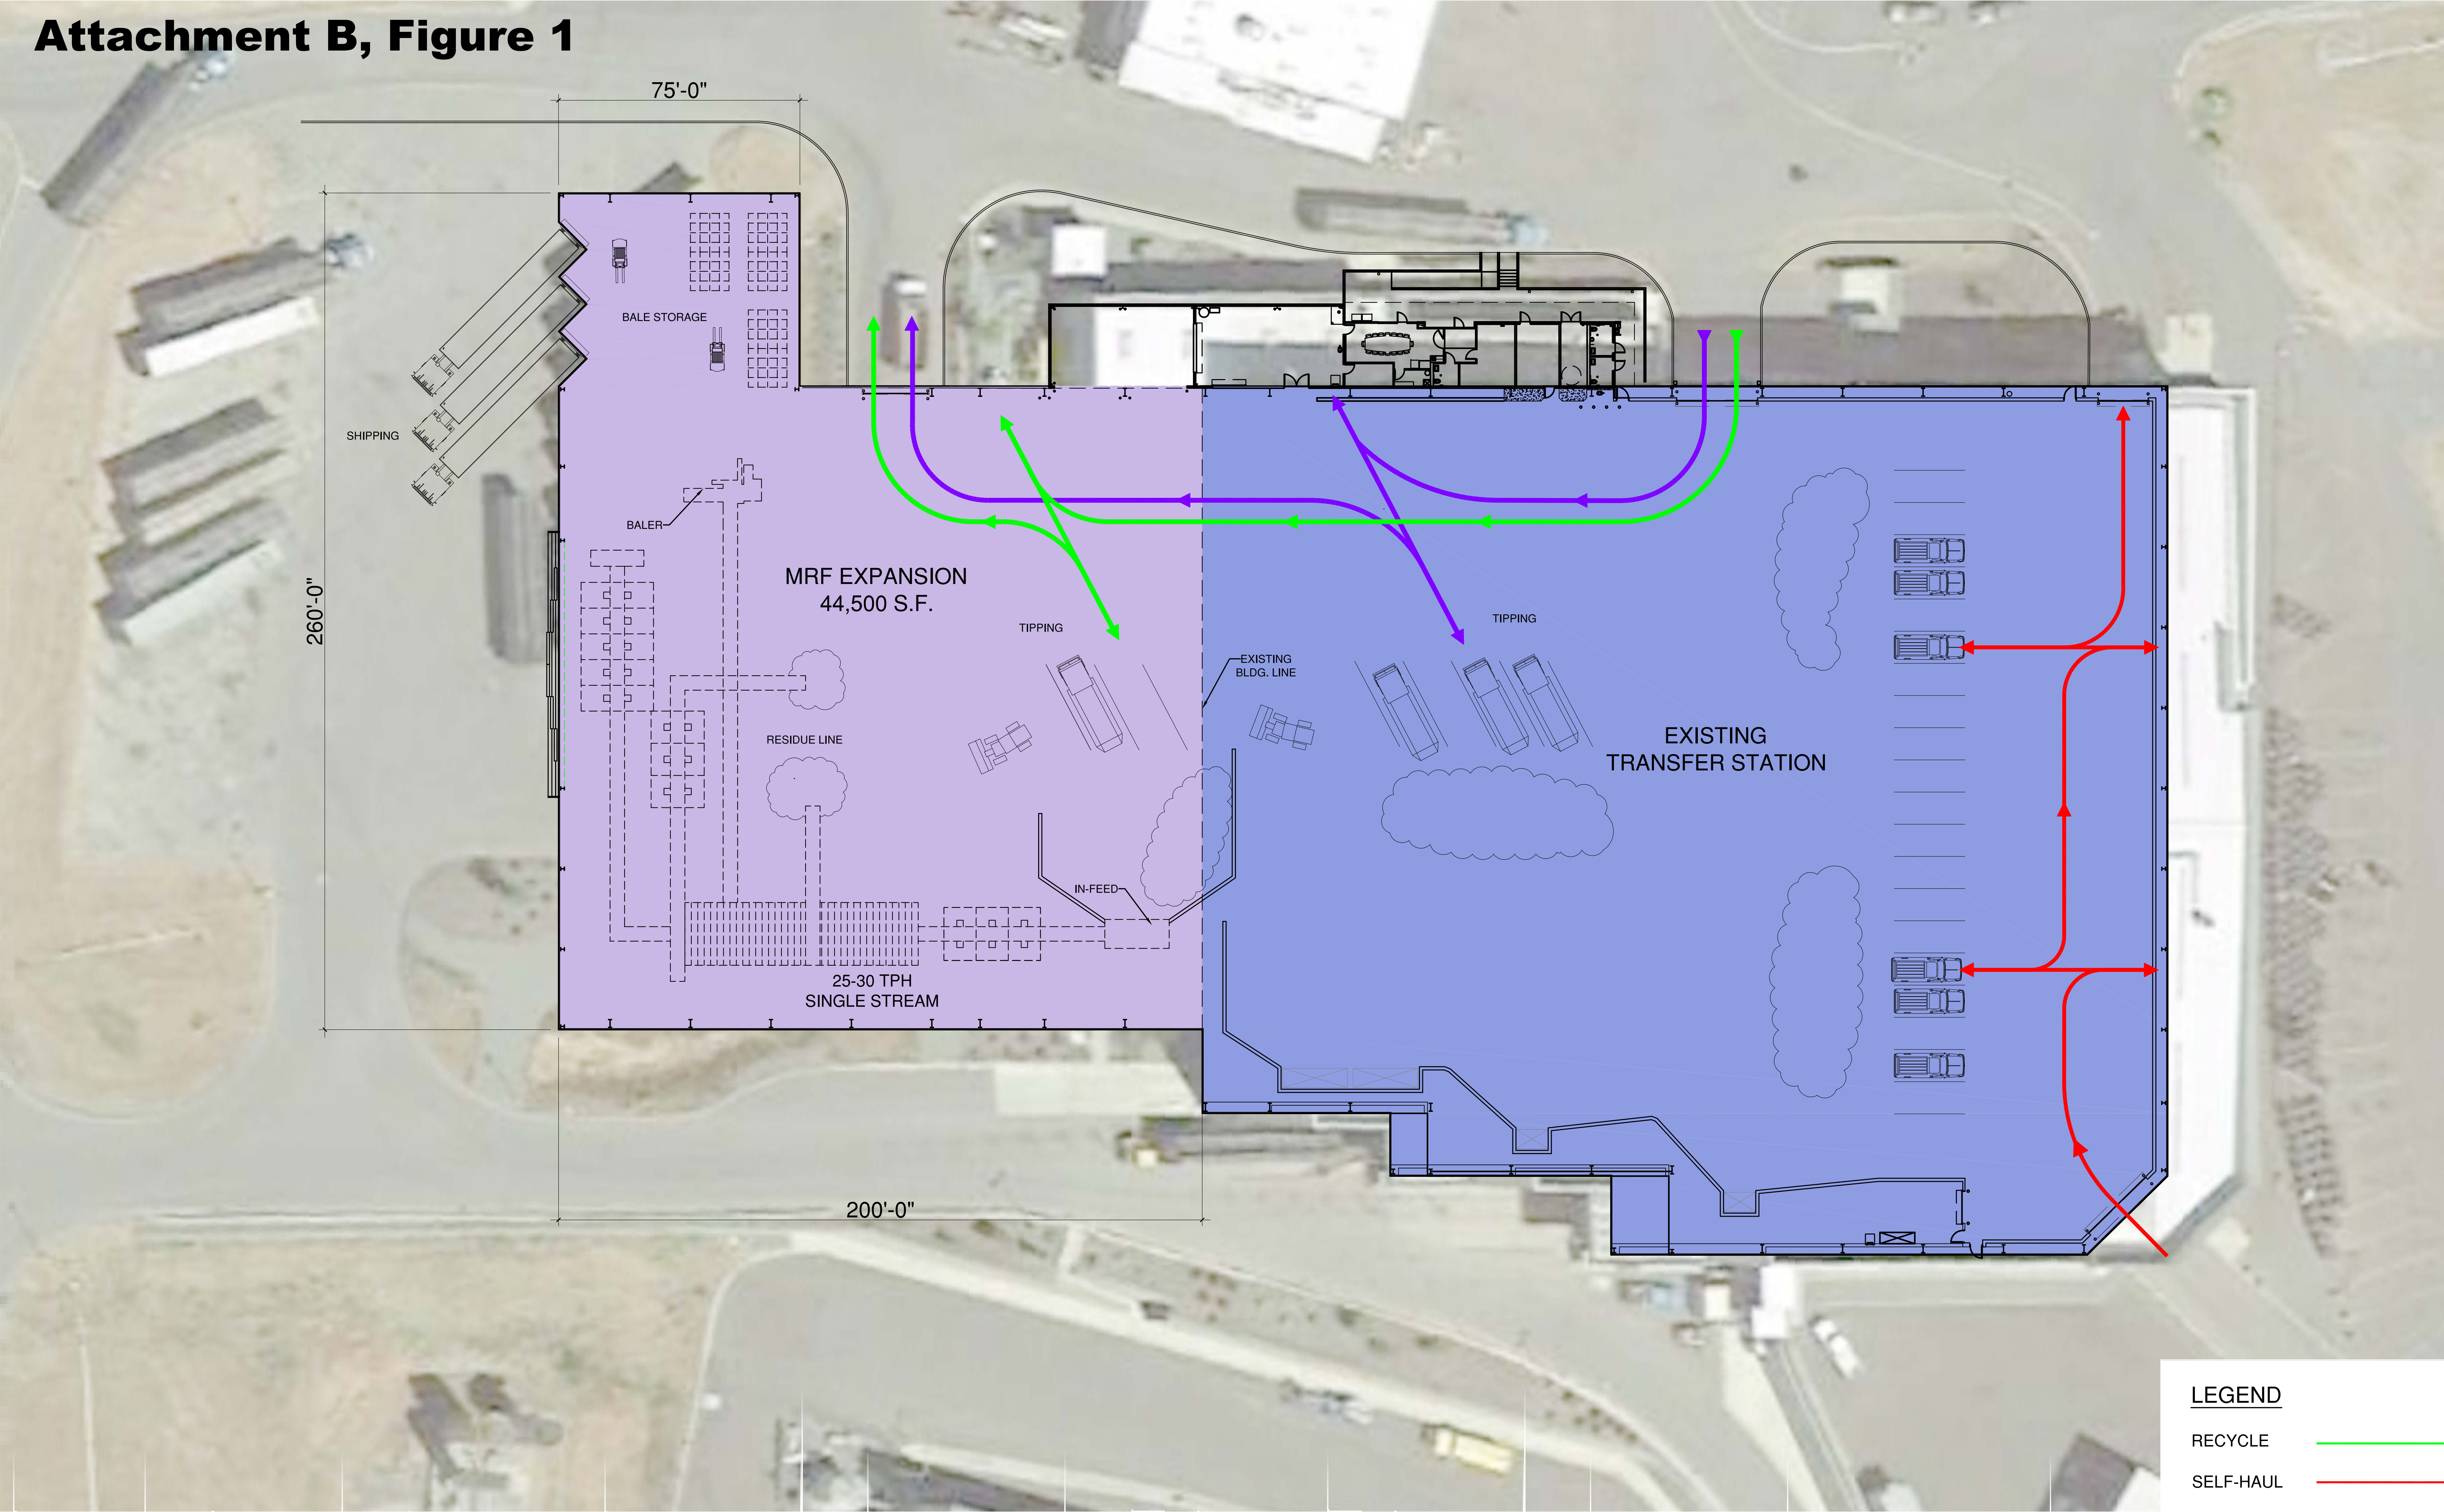 Attachment B, Figure 1
75'-0"
BALE STORAGE
SHIPPING
BALER
260'-0"
MRF EXPANSION
44,500 S.F.
TIPPING
TIPPING
EXISTING
BLDG. LINE
RESIDUE LINE
EXISTING
TRANSFER STATION
IN-FEED
25-30 TPH
SINGLE STREAM
200'-0"
LEGEND
RECYCLE
SELF-HAUL